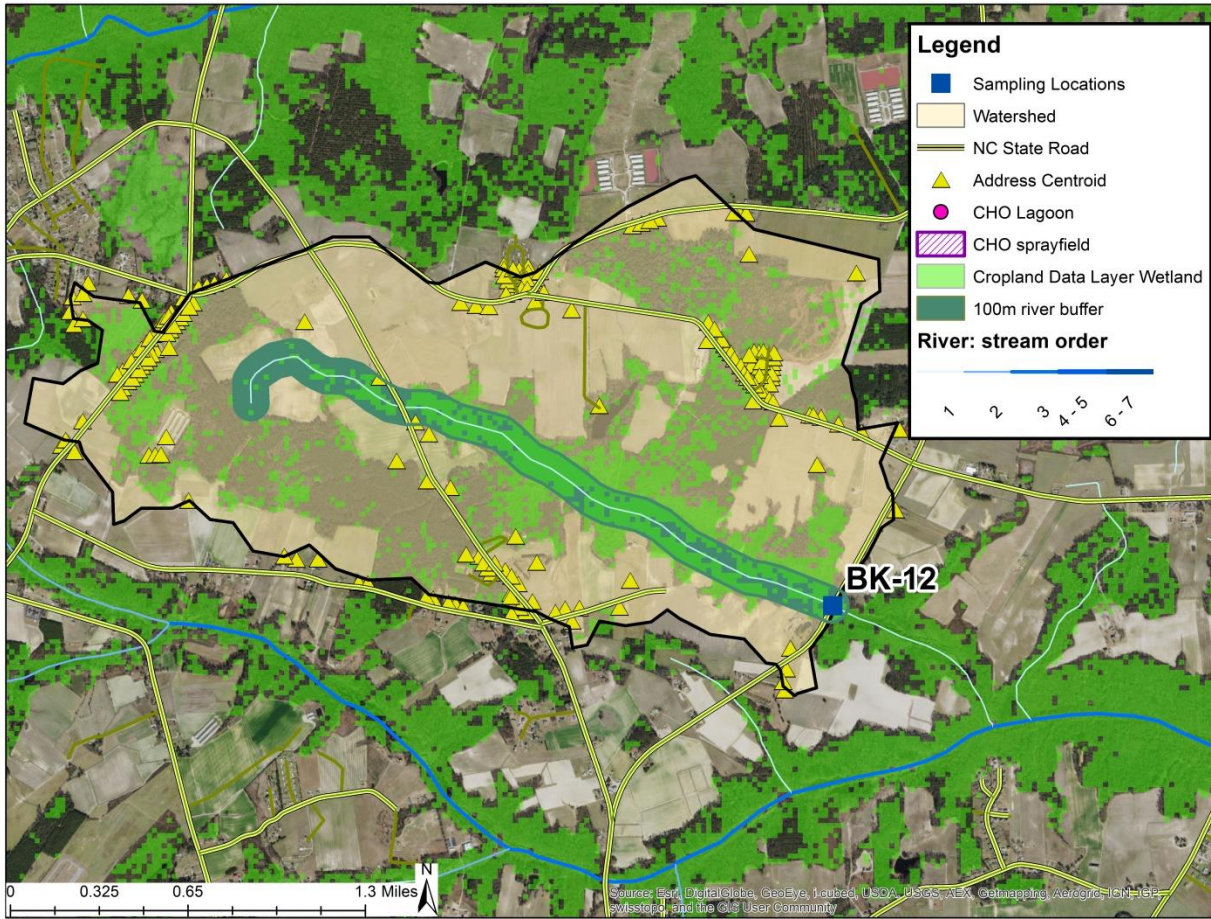 Legend
Sampling Locations
Watershed
NC State Road
Address Centroid
CHO Lagoon
CHO sprayfield
Cropland Data Layer Wetland
100m river buffer
River: stream order
1
2
3
4 - 5
6 - 7
BK-12
0
0.325
0.65
1.3 Miles
N
Source: Esri, DigitalGlobe, GeoEye, i-cubed, USDA, USGS, AEX, Getmapping, Aerogrid, IGN, IGP,
swisstopo, and the GIS User Community